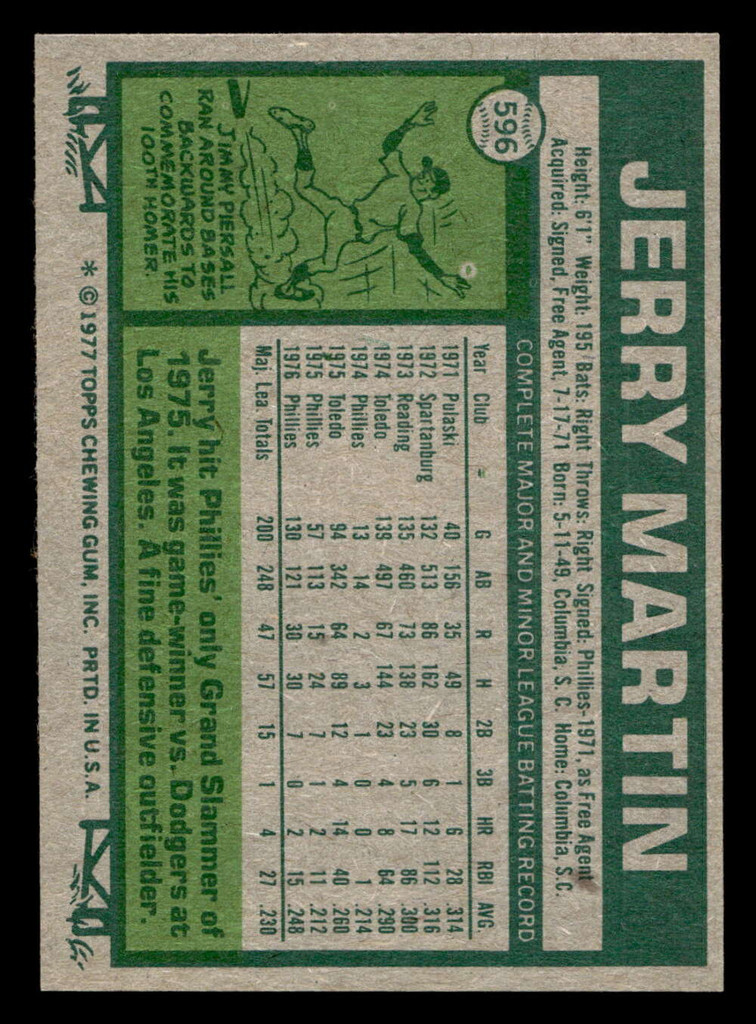 JERRY MARTIN
596
Height: 6'1" Weight: 195 Bats: Right Throws: Right Signed: Phillies-1971, as Free Agent
Acquired: Signed, Free Agent, 7-17-71 Born: 5-11-49, Columbia, S. C. Home: Columbia, S.C.
COMPLETE MAJOR AND MINOR LEAGUE BATTING RECORD
Year Club G AB R H 2B 3B HR RBI AVG.
1971 Pulaski 40 156 35 49 8 1 6 28 .314
1972 Spartanburg 132 513 86 162 30 6 12 112 .316
1973 Reading 135 460 73 138 23 5 17 86 .300
1974 Toledo 139 497 67 144 23 4 8 64 .290
1974 Phillies 13 14 2 3 1 0 0 1 .214
1975 Toledo 94 342 64 89 12 4 14 40 .260
1975 Phillies 57 113 15 24 7 1 2 11 .212
1976 Phillies 130 121 30 30 7 0 2 15 .248
Maj. Lea. Totals 200 248 47 57 15 1 4 27 .230
JIMMY PIERSALL
RAN AROUND BASES
BACKWARDS TO
COMMEMORATE HIS
100TH HOMER.
Jerry hit Phillies' only Grand Slammer of
1975. It was game-winner vs. Dodgers at
Los Angeles. A fine defensive outfielder.
* © 1977 TOPPS CHEWING GUM, INC. PRTD. IN U.S.A.